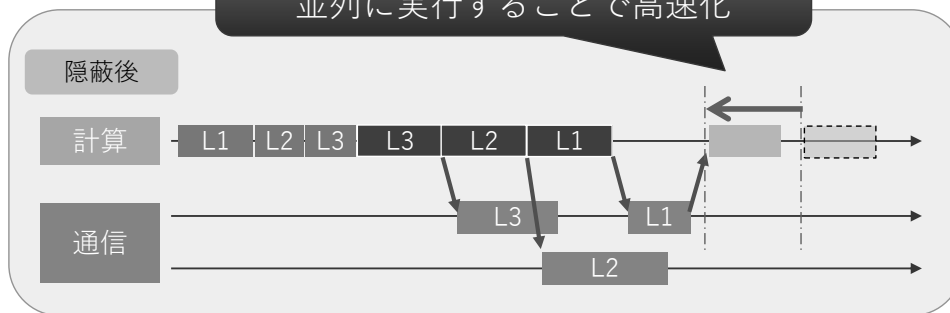 並列に実行することで高速化
隠蔽後
計算
L1 L2 L3 L3 L2 L1
通信
L3 L1
L2